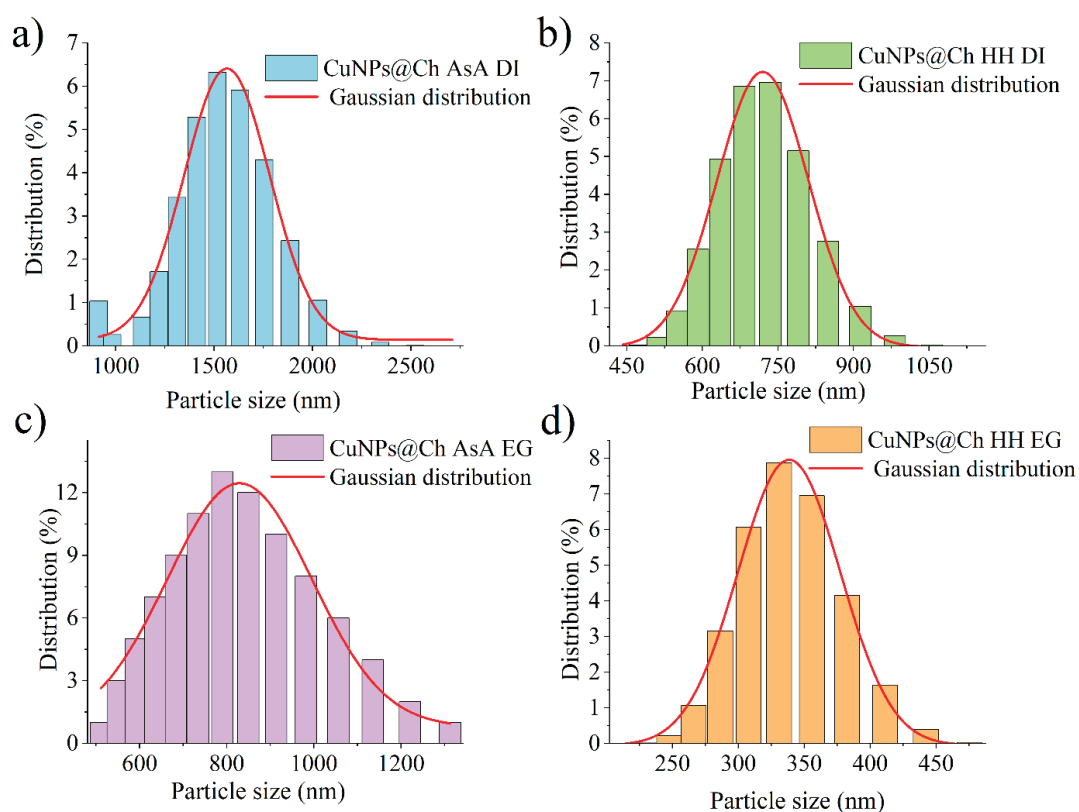 a)
CuNPs@Ch AsA DI
Gaussian distribution
Distribution (%)
7
6
5
4
3
2
1
0
1000 1500 2000 2500
Particle size (nm)
b)
CuNPs@Ch HH DI
Gaussian distribution
Distribution (%)
8
7
6
5
4
3
2
1
0
450 600 750 900 1050
Particle size (nm)
c)
CuNPs@Ch AsA EG
Gaussian distribution
Distribution (%)
12
9
6
3
0
600 800 1000 1200
Particle size (nm)
d)
CuNPs@Ch HH EG
Gaussian distribution
Distribution (%)
8
7
6
5
4
3
2
1
0
250 300 350 400 450
Particle size (nm)